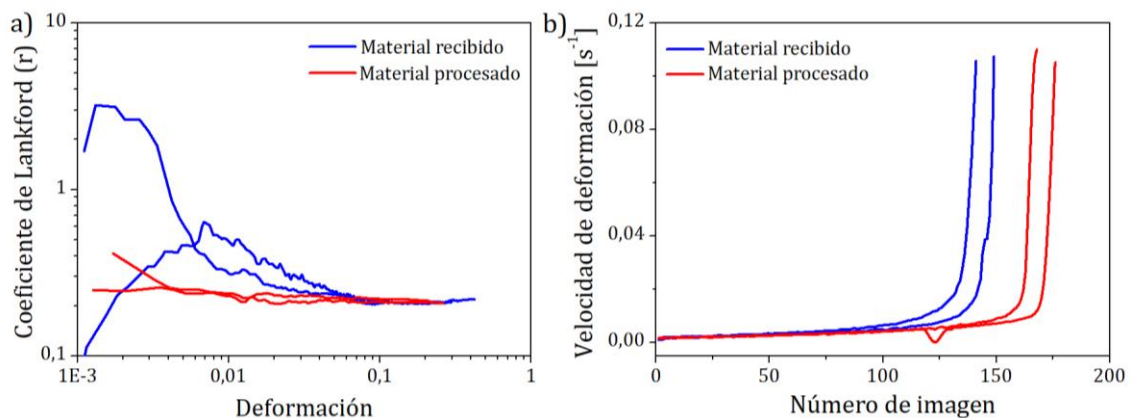 a)
10
Material recibido
Material procesado
1
0,1
1E-3
0,01
0,1
1
Coeficiente de Lankford (r)
Deformación
b)
0,12
Material recibido
Material procesado
0,08
0,04
0,00
0
50
100
150
200
Velocidad de deformación [s⁻¹]
Número de imagen